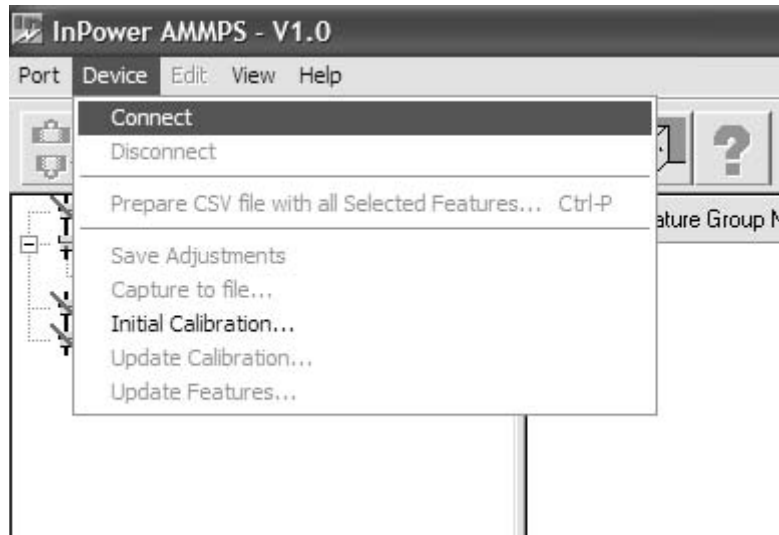 InPower AMMPS - V1.0
Port Device Edit View Help
Connect
Disconnect
Prepare CSV file with all Selected Features... Ctrl-P
Save Adjustments
Capture to file...
Initial Calibration...
Update Calibration...
Update Features...
?
Group